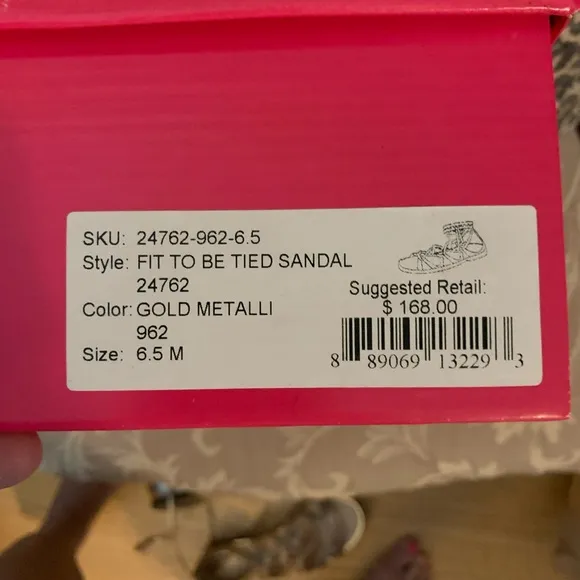 SKU: 24762-962-6.5
Style: FIT TO BE TIED SANDAL
24762
Color: GOLD METALLI
962
Size: 6.5 M
Suggested Retail:
$ 168.00
8 89069 13229 3